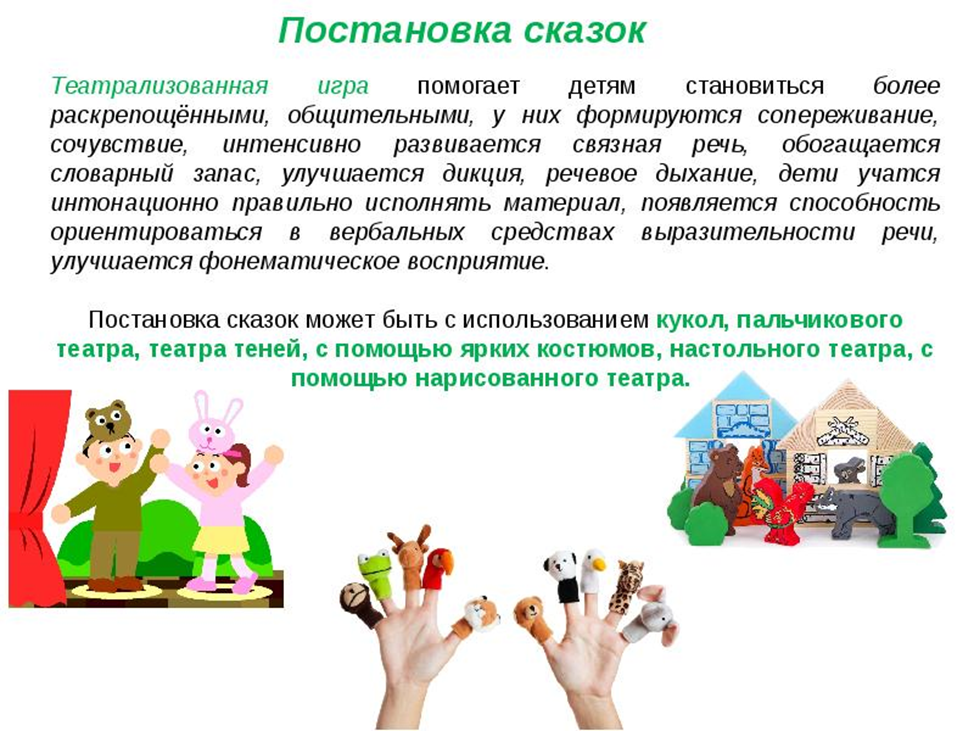 Постановка сказок
Театрализованная игра помогает детям становиться более
раскрепощёнными, общительными, у них формируются сопереживание,
сочувствие, интенсивно развивается связная речь, обогащается
словарный запас, улучшается дикция, речевое дыхание, дети учатся
интонационно правильно исполнять материал, появляется способность
ориентироваться в вербальных средствах выразительности речи,
улучшается фонематическое восприятие.
Постановка сказок может быть с использованием кукол, пальчикового
театра, театра теней, с помощью ярких костюмов, настольного театра, с
помощью нарисованного театра.